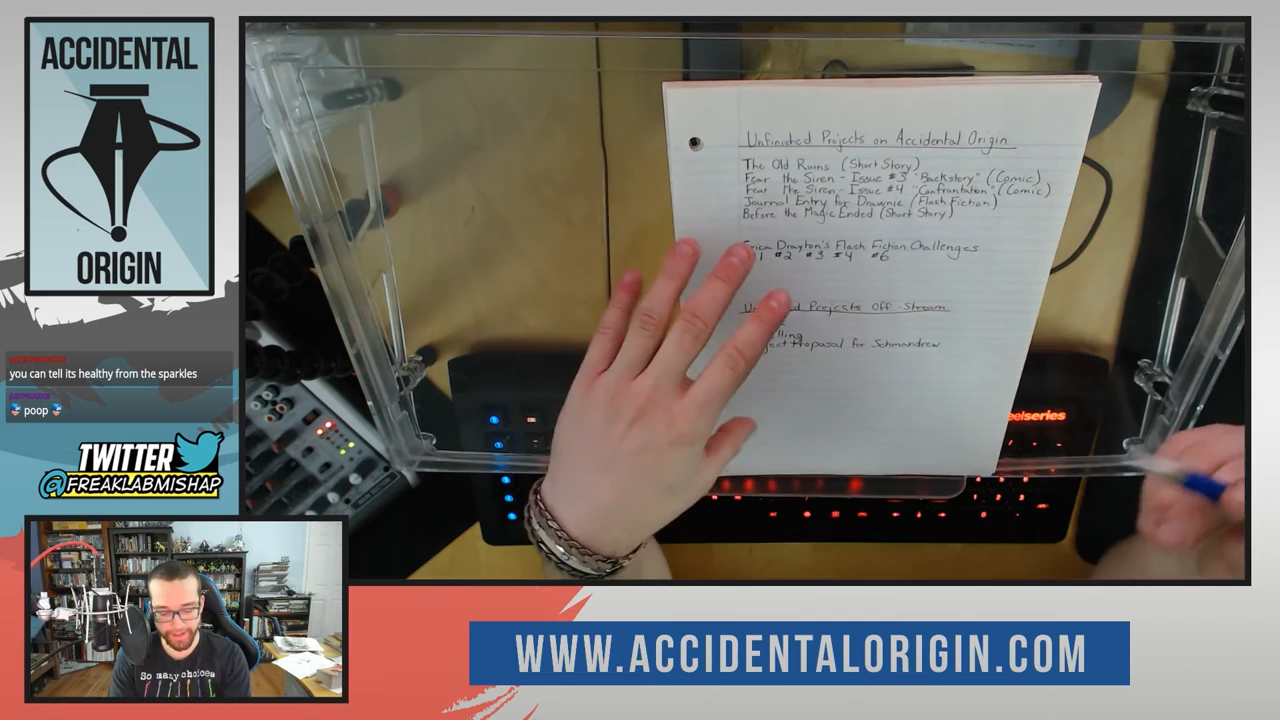 ACCIDENTAL
ORIGIN
you can tell its healthy from the sparkles
poop
TWITTER
@FREAKLABMISHAP
So many choices
Unfinished Projects on Accidental Origin
The Old Ruins (Short Story)
Fear the Siren - Issue #3 "Backstory" (Comic)
Fear the Siren - Issue #4 "Confrontation" (Comic)
Journal Entry for Drawnie (Flash Fiction)
Before the Magic Ended (Short Story)
Erica Drayton's Flash Fiction Challenges
#2 #3 #4 #6
Projects Off-Stream
Proposal for Schmandrew
steelseries
WWW.ACCIDENTALORIGIN.COM